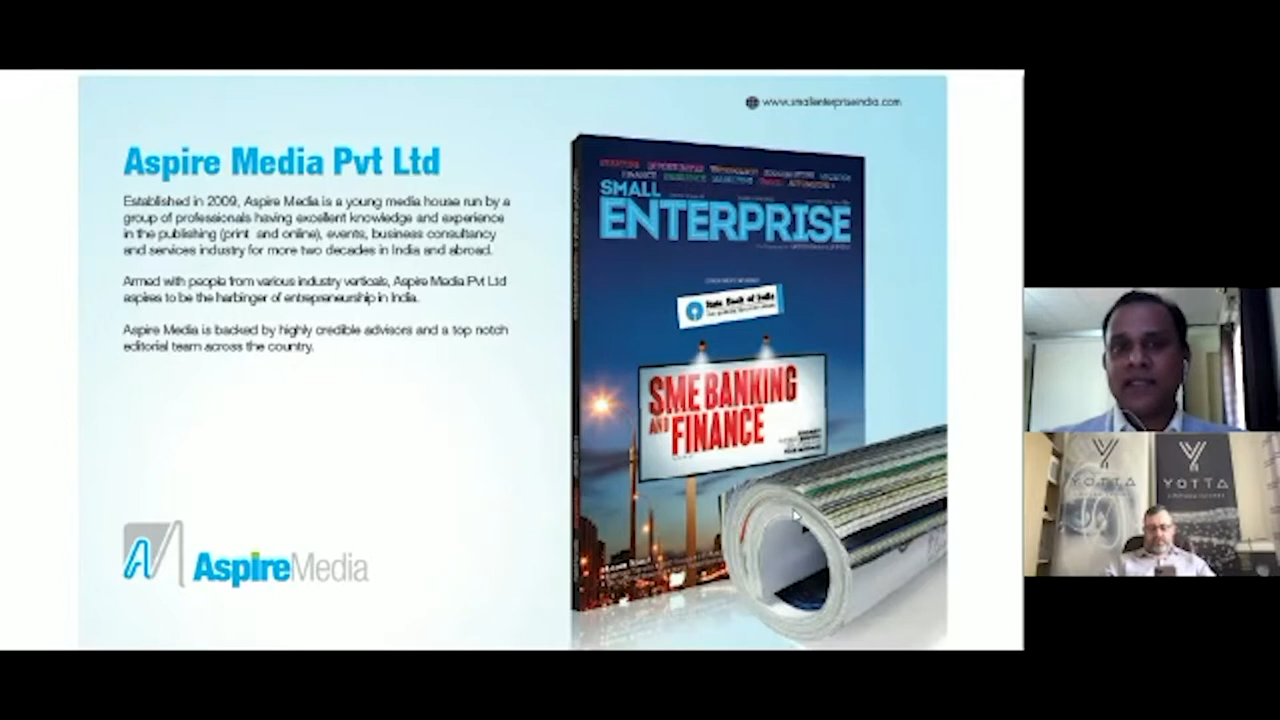 www.smallenterpriseindia.com
Aspire Media Pvt Ltd
Established in 2009, Aspire Media is a young media house run by a
group of professionals having excellent knowledge and experience
in the publishing (print and online), events, business consultancy
and services industry for more two decades in India and abroad.
Armed with people from various industry verticals, Aspire Media Pvt Ltd
aspires to be the harbinger of entrepreneurship in India.
Aspire Media is backed by highly credible advisors and a top notch
editorial team across the country.
AspireMedia
SMALL
ENTERPRISE
State Bank of India
SME BANKING
AND FINANCE
YOTTA
YOTTA